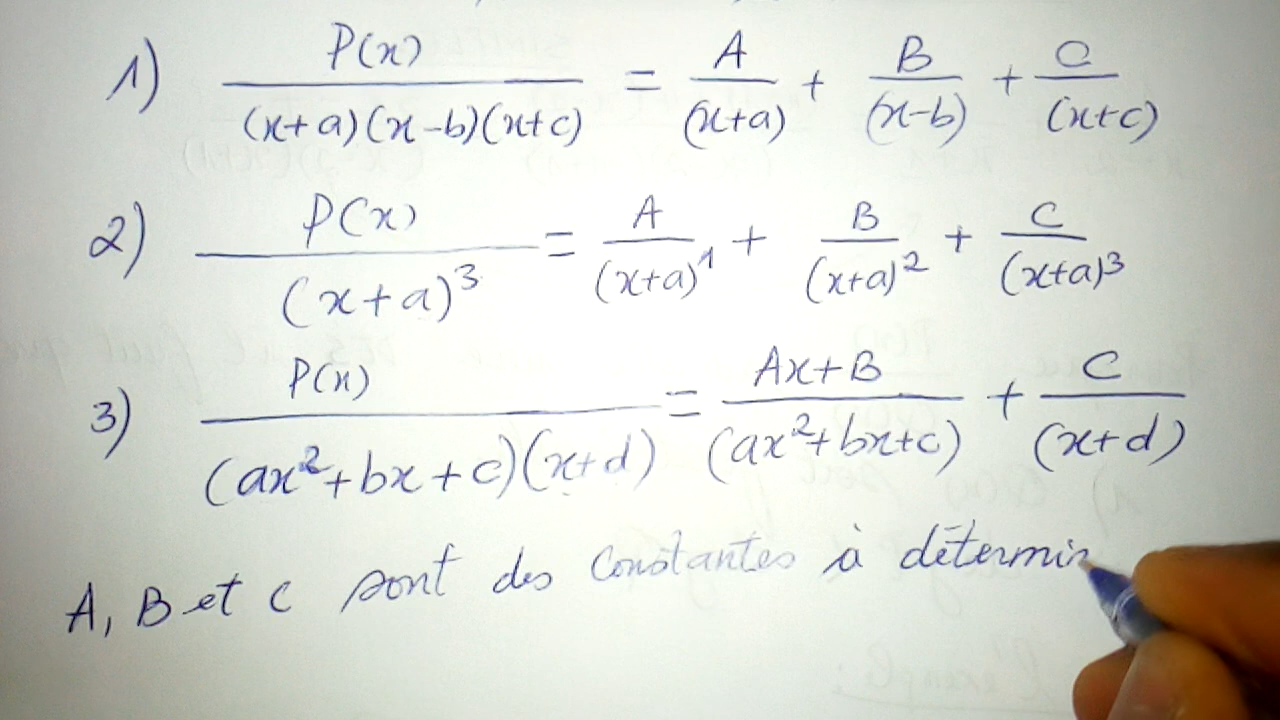 1) P(x) / (x+a)(x-b)(x+c) = A / (x+a) + B / (x-b) + C / (x+c)
2) P(x) / (x+a)³ = A / (x+a)¹ + B / (x+a)² + C / (x+a)³
3) P(x) / (ax²+bx+c)(x+d) = Ax+B / (ax²+bx+c) + C / (x+d)
A, B et C sont des Constantes à détermin